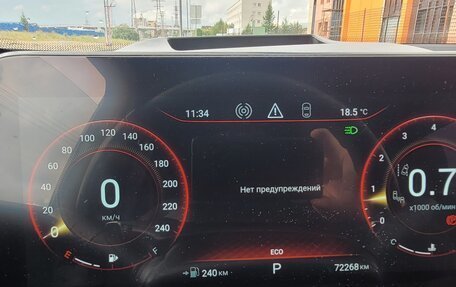 11:34 18.5 °C
0 20 40 60 80 100 120 140 160 180 200 220 240
0
км/ч
Нет предупреждений
0 1 2 3 4
0.7
x1000 об/мин
ECO
E F
C
240 км P 72268 км